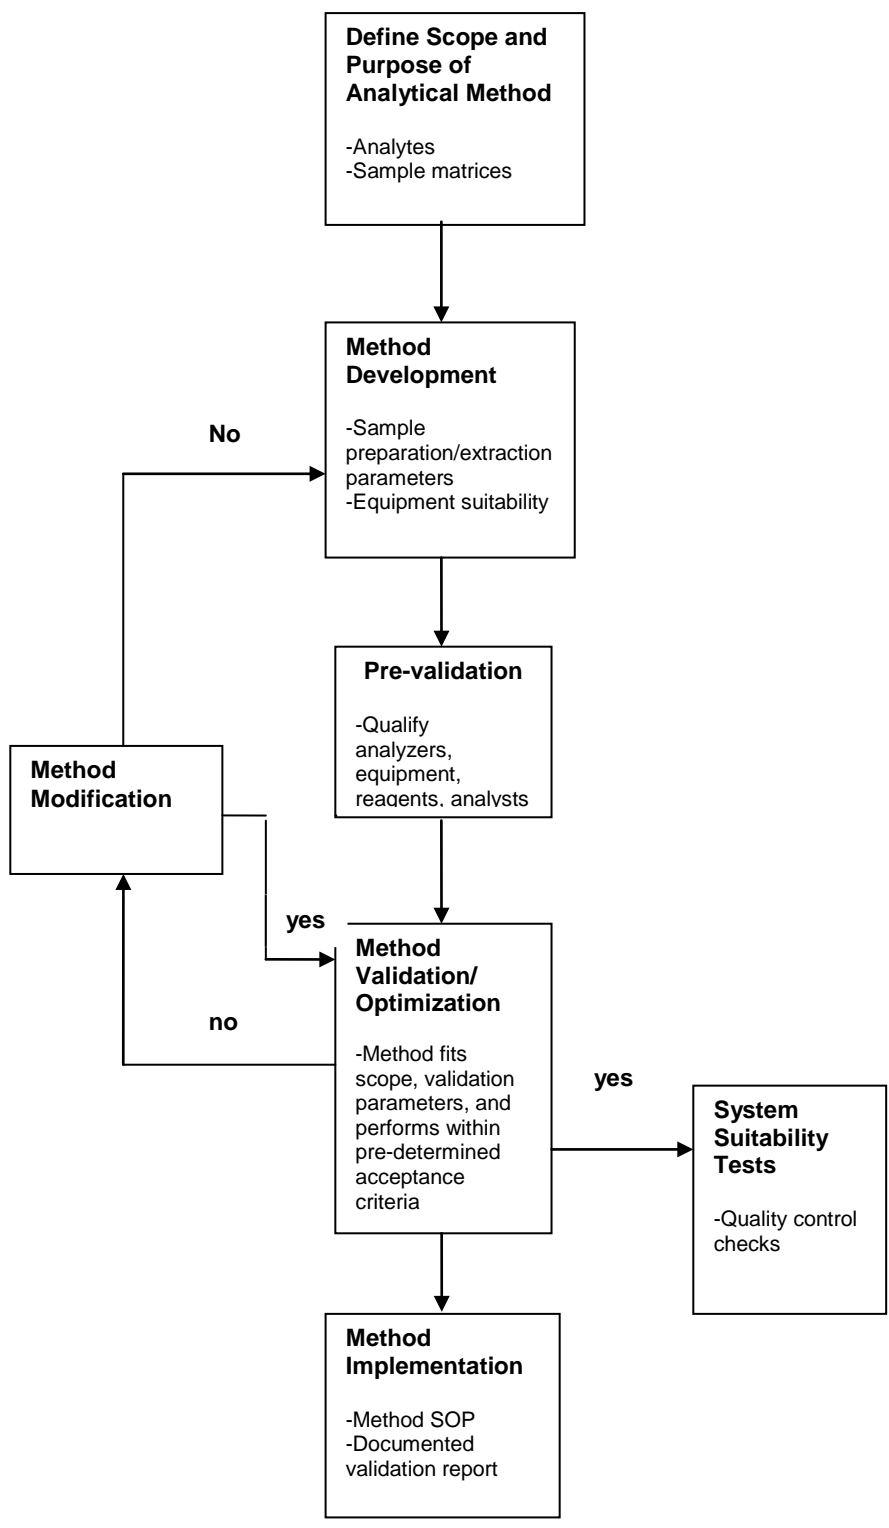 Define Scope and
Purpose of
Analytical Method
-Analytes
-Sample matrices
Method
Development
-Sample
preparation/extraction
parameters
-Equipment suitability
No
Pre-validation
-Qualify
analyzers,
equipment,
reagents, analysts
Method
Modification
yes
Method
Validation/
Optimization
-Method fits
scope, validation
parameters, and
performs within
pre-determined
acceptance
criteria
no
yes
System
Suitability
Tests
-Quality control
checks
Method
Implementation
-Method SOP
-Documented
validation report